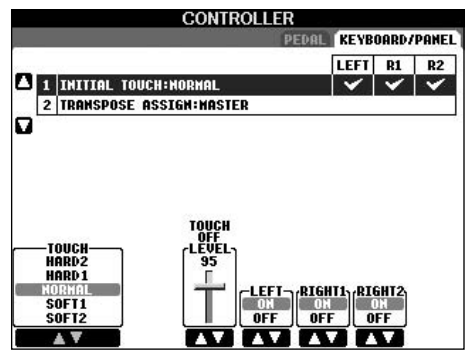 CONTROLLER
PEDAL KEYBOARD/PANEL
LEFT R1 R2
1 INITIAL TOUCH:NORMAL
2 TRANSPOSE ASSIGN:MASTER
TOUCH
OFF
LEVEL
95
TOUCH
HARD2
HARD1
NORMAL
SOFT1
SOFT2
LEFT
ON
OFF
RIGHT1
ON
OFF
RIGHT2
ON
OFF